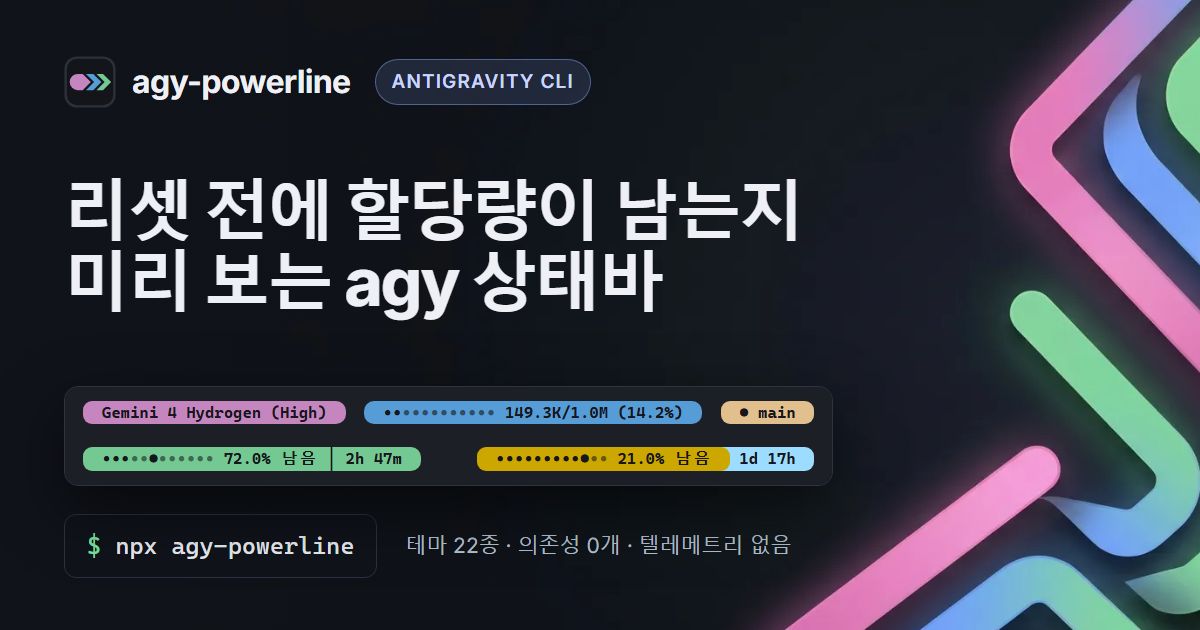 agy-powerline
ANTIGRAVITY CLI
리셋 전에 할당량이 남는지
미리 보는 agy 상태바
Gemini 4 Hydrogen (High)
149.3K/1.0M (14.2%)
● main
72.0% 남음 | 2h 47m
21.0% 남음 1d 17h
$ npx agy-powerline
테마 22종 · 의존성 0개 · 텔레메트리 없음